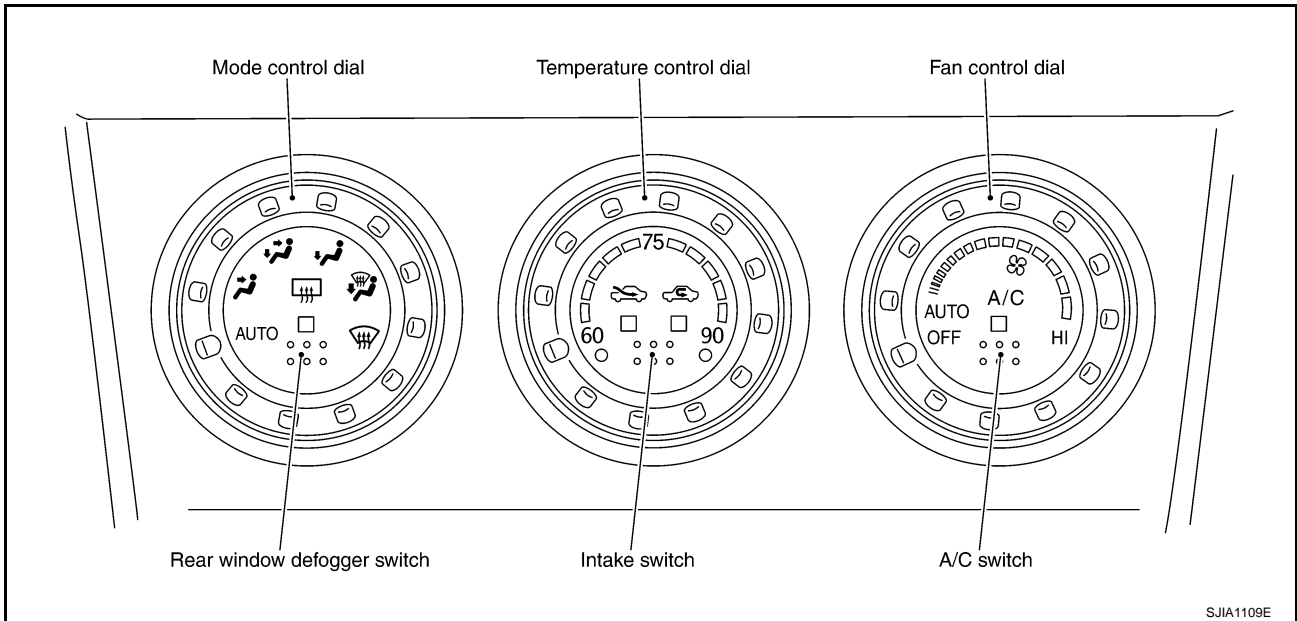 Mode control dial
Temperature control dial
Fan control dial
AUTO
75
60
90
A/C
AUTO
OFF
HI
Rear window defogger switch
Intake switch
A/C switch
SJIA1109E